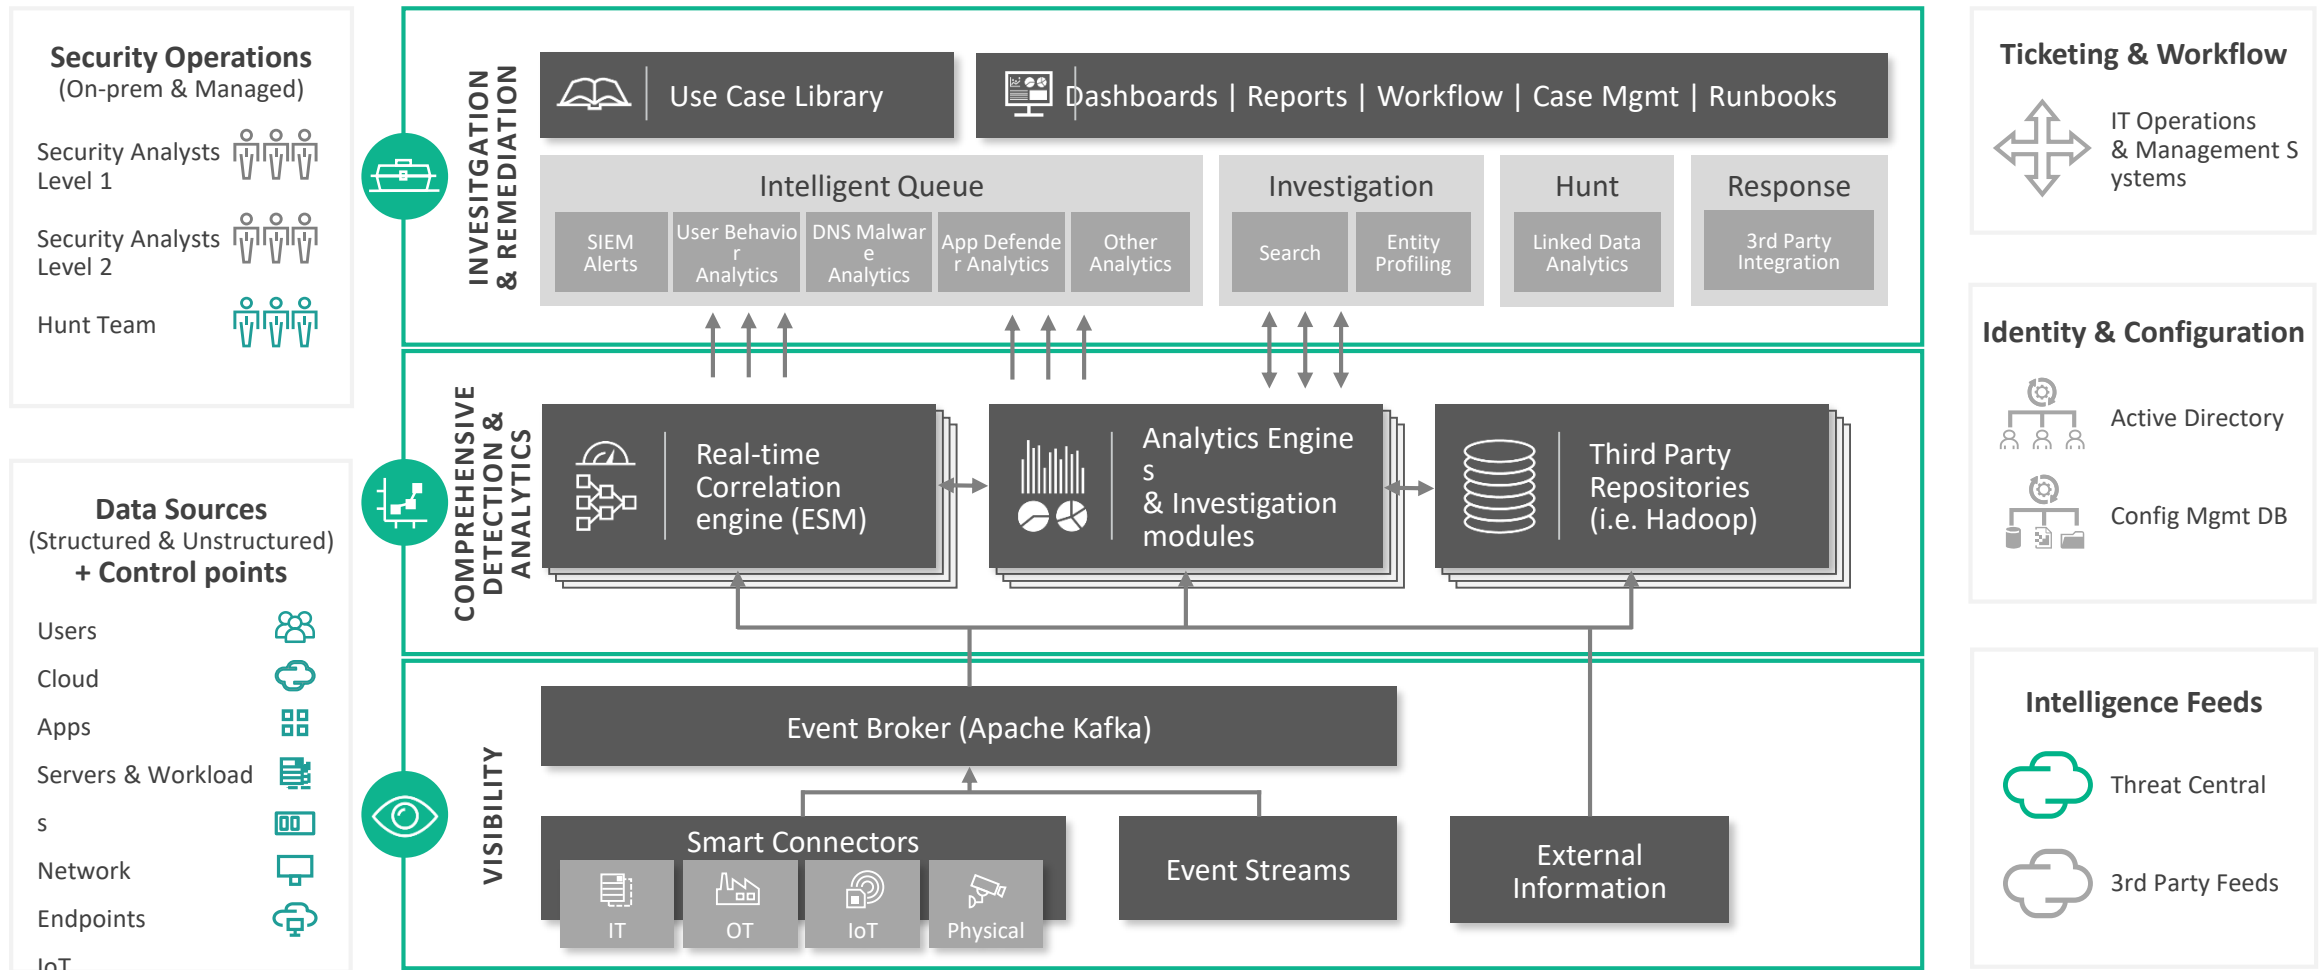 Security Operations
(On-prem & Managed)
Security Analysts
Level 1
Security Analysts
Level 2
Hunt Team
Data Sources
(Structured & Unstructured)
+ Control points
Users
Cloud
Apps
Servers & Workload
s
Network
Endpoints
IoT
INVESITGATION
& REMEDIATION
Use Case Library
Dashboards | Reports | Workflow | Case Mgmt | Runbooks
Intelligent Queue
SIEM
Alerts
User Behavio
r
Analytics
DNS Malwar
e
Analytics
App Defende
r Analytics
Other
Analytics
Investigation
Search
Entity
Profiling
Hunt
Linked Data
Analytics
Response
3rd Party
Integration
COMPREHENSIVE
DETECTION &
ANALYTICS
Real-time
Correlation
engine (ESM)
Analytics Engine
s
& Investigation
modules
Third Party
Repositories
(i.e. Hadoop)
VISIBILITY
Event Broker (Apache Kafka)
Smart Connectors
IT
OT
IoT
Physical
Event Streams
External
Information
Ticketing & Workflow
IT Operations
& Management S
ystems
Identity & Configuration
Active Directory
Config Mgmt DB
Intelligence Feeds
Threat Central
3rd Party Feeds